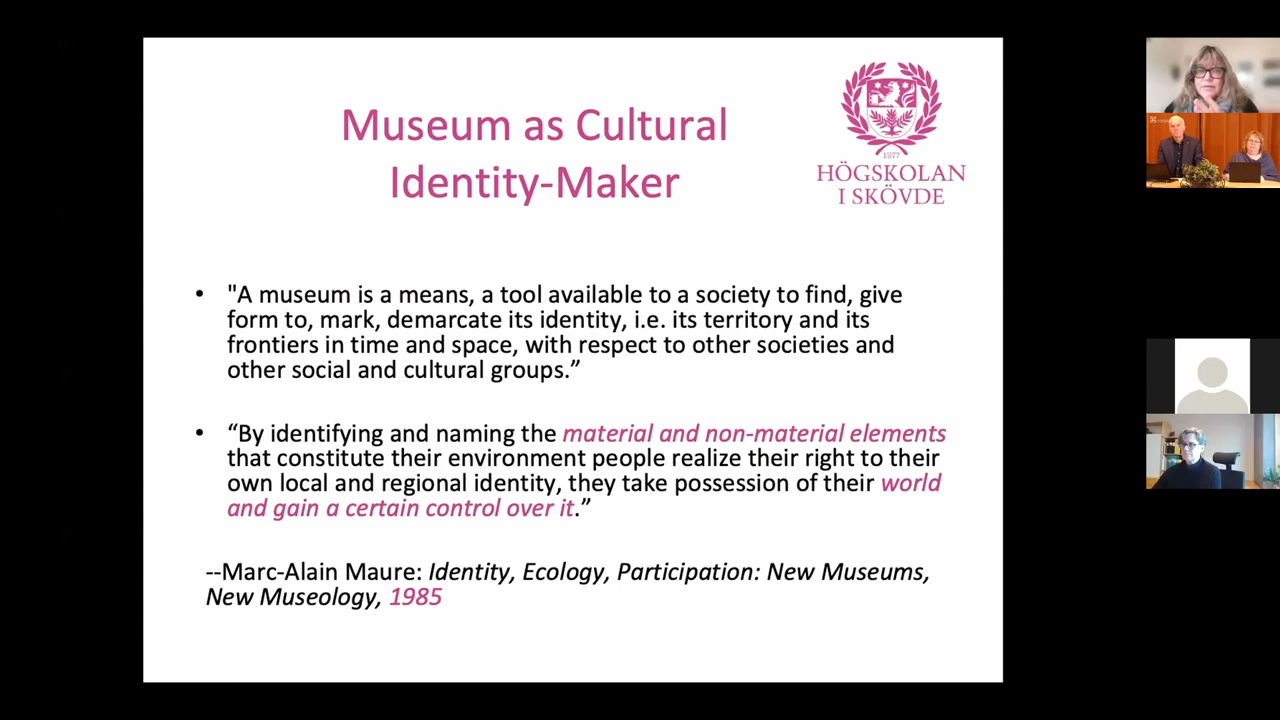 Museum as Cultural
Identity-Maker
1977
HÖGSKOLAN
I SKÖVDE
• "A museum is a means, a tool available to a society to find, give
form to, mark, demarcate its identity, i.e. its territory and its
frontiers in time and space, with respect to other societies and
other social and cultural groups.”
• “By identifying and naming the material and non-material elements
that constitute their environment people realize their right to their
own local and regional identity, they take possession of their world
and gain a certain control over it.”
--Marc-Alain Maure: Identity, Ecology, Participation: New Museums,
New Museology, 1985